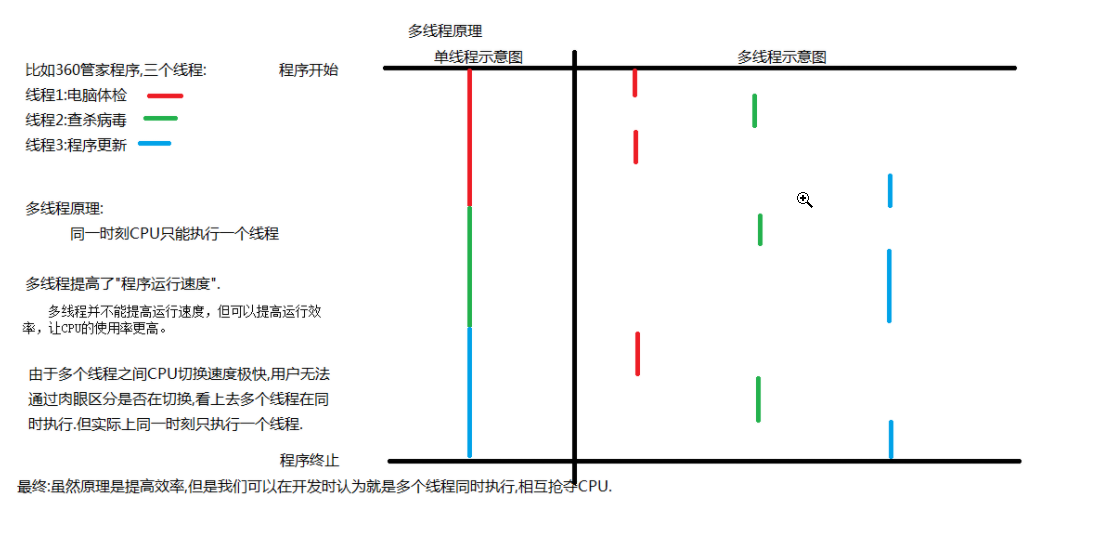 多线程原理
单线程示意图
多线程示意图
比如360管家程序,三个线程:
程序开始
线程1:电脑体检
线程2:查杀病毒
线程3:程序更新
多线程原理:
同一时刻CPU只能执行一个线程
多线程提高了"程序运行速度".
多线程并不能提高运行速度，但可以提高运行效
率，让CPU的使用率更高。
由于多个线程之间CPU切换速度极快,用户无法
通过肉眼区分是否在切换,看上去多个线程在同
时执行.但实际上同一时刻只执行一个线程.
程序终止
最终:虽然原理是提高效率,但是我们可以在开发时认为就是多个线程同时执行,相互抢夺CPU.